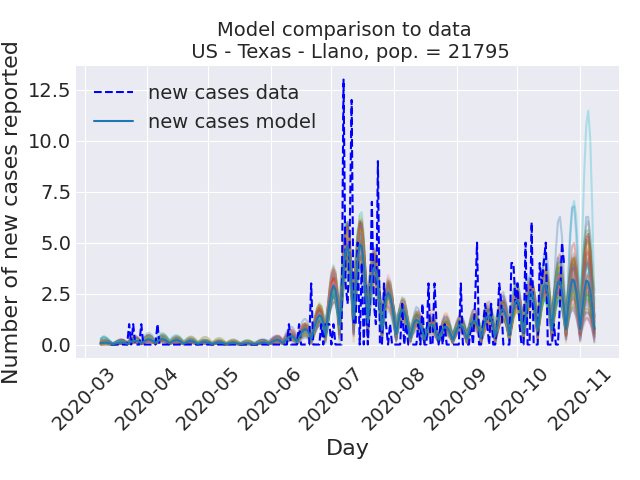 Model comparison to data
US - Texas - Llano, pop. = 21795
Number of new cases reported
12.5
10.0
7.5
5.0
2.5
0.0
new cases data
new cases model
2020-03
2020-04
2020-05
2020-06
2020-07
2020-08
2020-09
2020-10
2020-11
Day